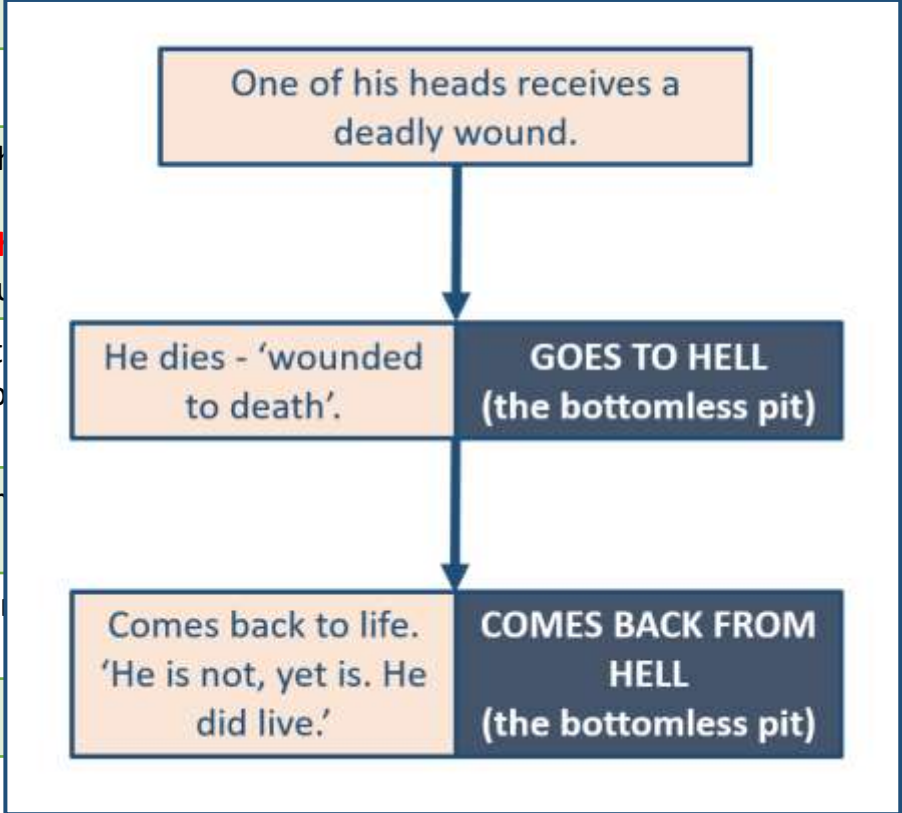 One of his heads receives a
deadly wound.
He dies - ‘wounded
to death’.
GOES TO HELL
(the bottomless pit)
Comes back to life.
‘He is not, yet is. He
did live.’
COMES BACK FROM
HELL
(the bottomless pit)